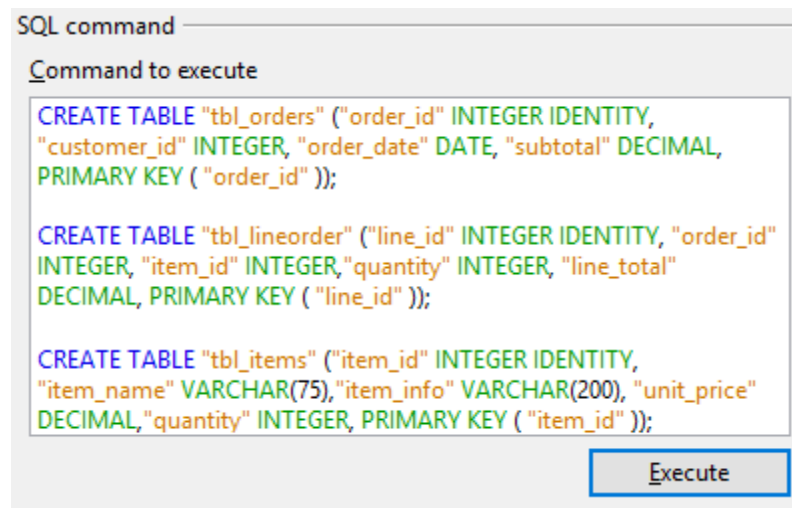 SQL command
Command to execute
CREATE TABLE "tbl_orders" ("order_id" INTEGER IDENTITY,
"customer_id" INTEGER, "order_date" DATE, "subtotal" DECIMAL,
PRIMARY KEY ( "order_id" ));
CREATE TABLE "tbl_lineorder" ("line_id" INTEGER IDENTITY, "order_id"
INTEGER, "item_id" INTEGER,"quantity" INTEGER, "line_total"
DECIMAL, PRIMARY KEY ( "line_id" ));
CREATE TABLE "tbl_items" ("item_id" INTEGER IDENTITY,
"item_name" VARCHAR(75),"item_info" VARCHAR(200), "unit_price"
DECIMAL,"quantity" INTEGER, PRIMARY KEY ( "item_id" ));
Execute